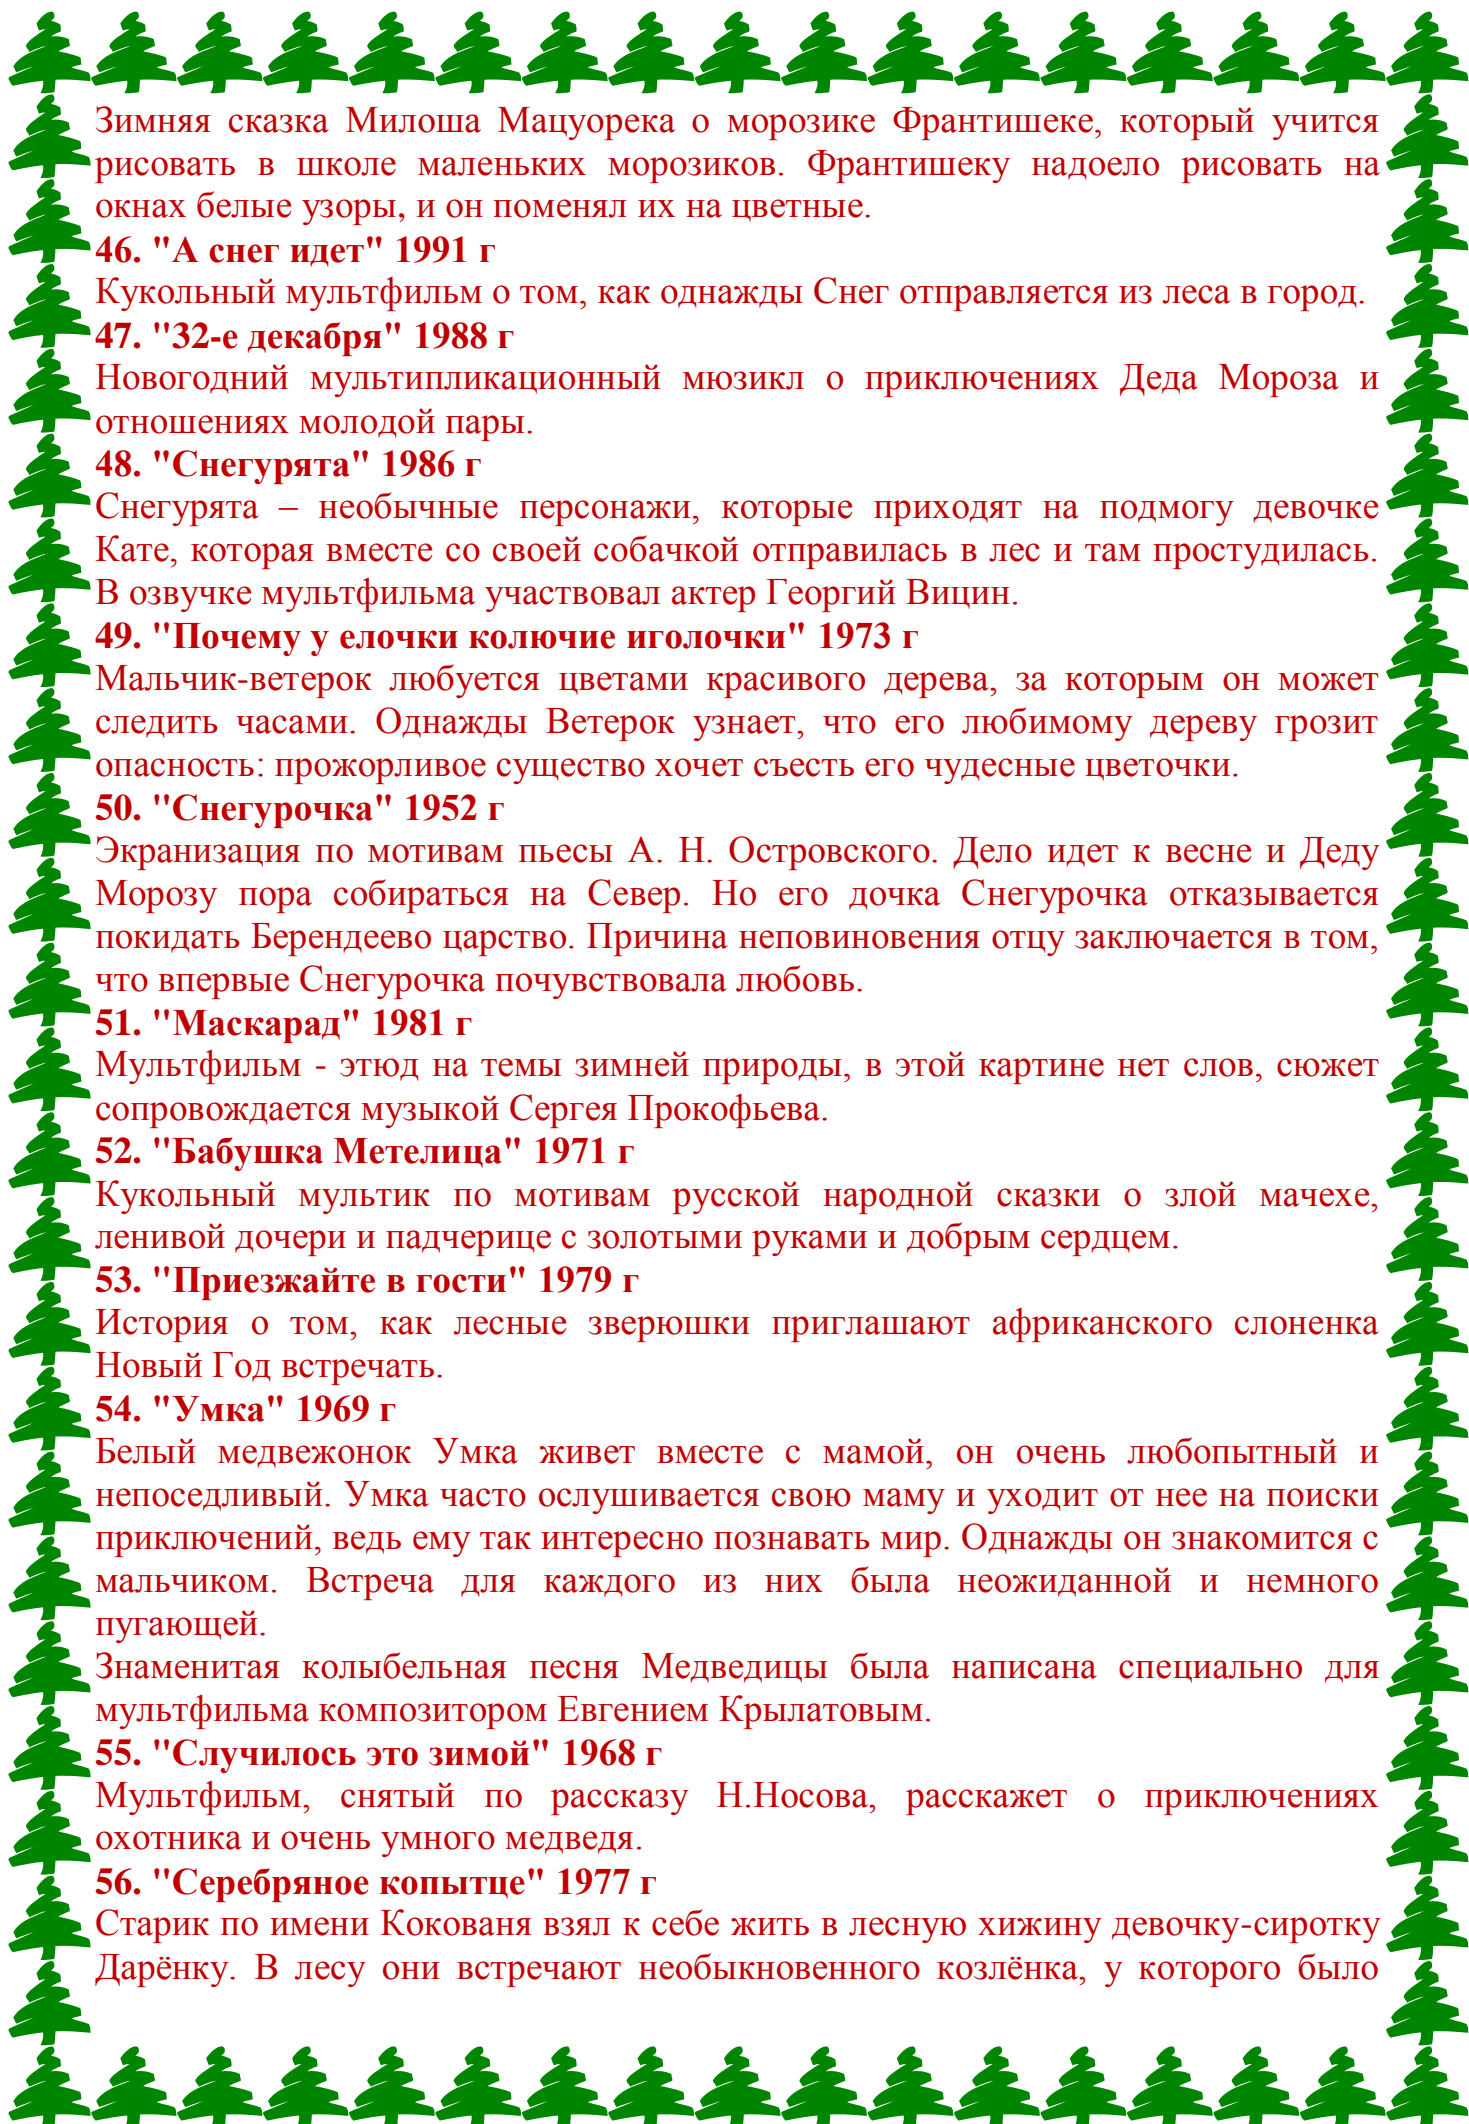 Зимняя сказка Милоша Мацуорека о морозике Франтишеке, который учится
рисовать в школе маленьких морозиков. Франтишеку надоело рисовать на
окнах белые узоры, и он поменял их на цветные.
46. "А снег идет" 1991 г
Кукольный мультфильм о том, как однажды Снег отправляется из леса в город.
47. "32-е декабря" 1988 г
Новогодний мультипликационный мюзикл о приключениях Деда Мороза и
отношениях молодой пары.
48. "Снегурята" 1986 г
Снегурята – необычные персонажи, которые приходят на подмогу девочке
Кате, которая вместе со своей собачкой отправилась в лес и там простудилась.
В озвучке мультфильма участвовал актер Георгий Вицин.
49. "Почему у елочки колючие иголочки" 1973 г
Мальчик-ветерок любуется цветами красивого дерева, за которым он может
следить часами. Однажды Ветерок узнает, что его любимому дереву грозит
опасность: прожорливое существо хочет съесть его чудесные цветочки.
50. "Снегурочка" 1952 г
Экранизация по мотивам пьесы А. Н. Островского. Дело идет к весне и Деду
Морозу пора собираться на Север. Но его дочка Снегурочка отказывается
покидать Берендеево царство. Причина неповиновения отцу заключается в том,
что впервые Снегурочка почувствовала любовь.
51. "Маскарад" 1981 г
Мультфильм - этюд на темы зимней природы, в этой картине нет слов, сюжет
сопровождается музыкой Сергея Прокофьева.
52. "Бабушка Метелица" 1971 г
Кукольный мультик по мотивам русской народной сказки о злой мачехе,
ленивой дочери и падчерице с золотыми руками и добрым сердцем.
53. "Приезжайте в гости" 1979 г
История о том, как лесные зверюшки приглашают африканского слоненка
Новый Год встречать.
54. "Умка" 1969 г
Белый медвежонок Умка живет вместе с мамой, он очень любопытный и
непоседливый. Умка часто ослушивается свою маму и уходит от нее на поиски
приключений, ведь ему так интересно познавать мир. Однажды он знакомится с
мальчиком. Встреча для каждого из них была неожиданной и немного
пугающей.
Знаменитая колыбельная песня Медведицы была написана специально для
мультфильма композитором Евгением Крылатовым.
55. "Случилось это зимой" 1968 г
Мультфильм, снятый по рассказу Н.Носова, расскажет о приключениях
охотника и очень умного медведя.
56. "Серебряное копытце" 1977 г
Старик по имени Кокованя взял к себе жить в лесную хижину девочку-сиротку
Дарёнку. В лесу они встречают необыкновенного козлёнка, у которого было